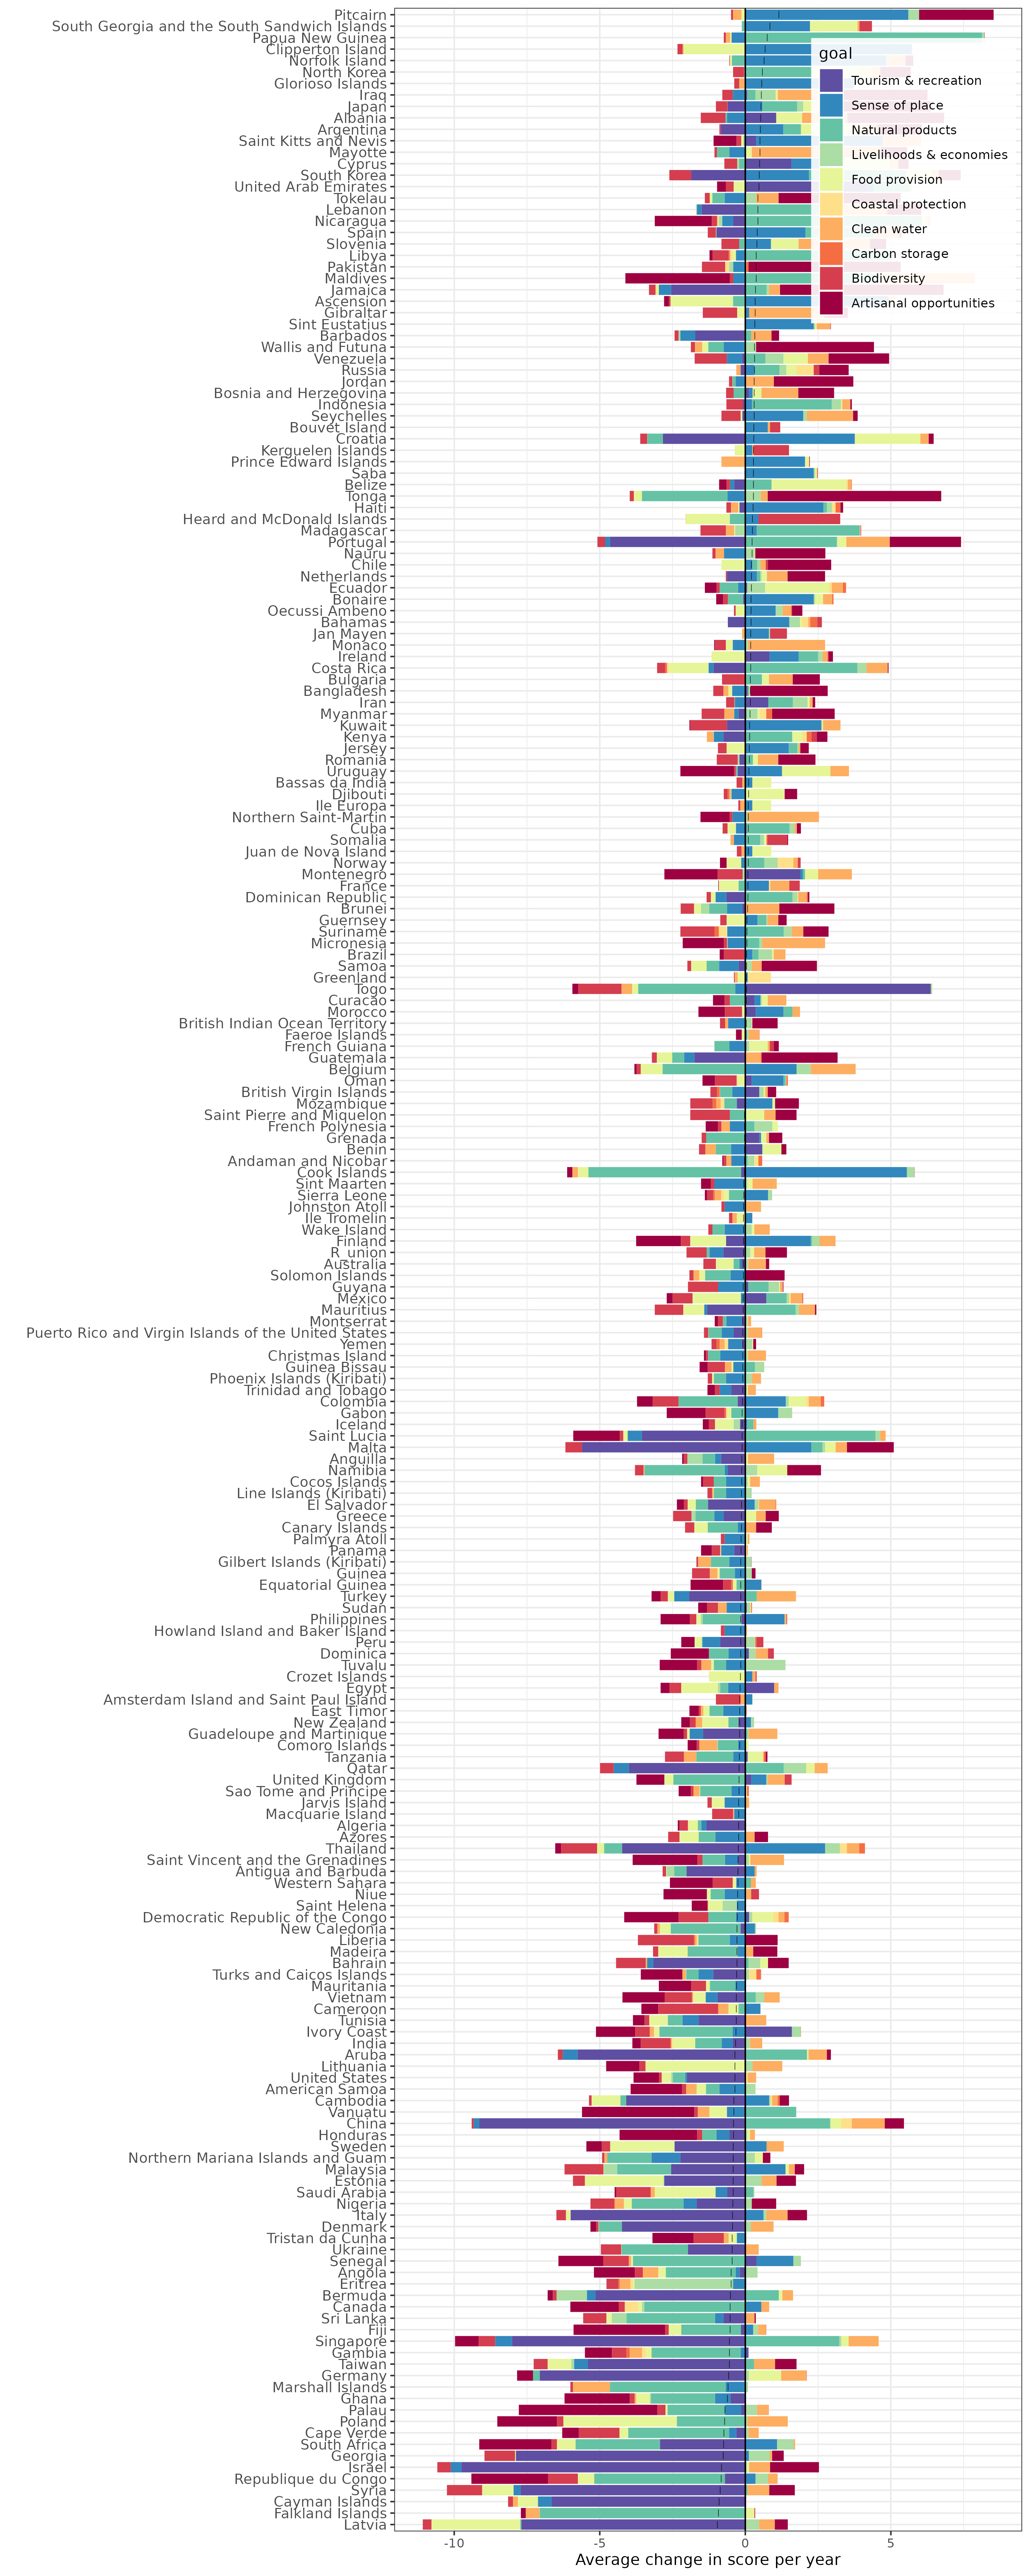 Pitcairn
South Georgia and the South Sandwich Islands
Papua New Guinea
Clipperton Island
Norfolk Island
North Korea
Glorioso Islands
Iraq
Japan
Albania
Argentina
Saint Kitts and Nevis
Mayotte
Cyprus
South Korea
United Arab Emirates
Tokelau
Lebanon
Nicaragua
Spain
Slovenia
Libya
Pakistan
Maldives
Jamaica
Ascension
Gibraltar
Sint Eustatius
Barbados
Wallis and Futuna
Venezuela
Russia
Jordan
Bosnia and Herzegovina
Indonesia
Seychelles
Bouvet Island
Croatia
Kerguelen Islands
Prince Edward Islands
Saba
Belize
Tonga
Haiti
Heard and McDonald Islands
Madagascar
Portugal
Nauru
Chile
Netherlands
Ecuador
Bonaire
Oecussi Ambeno
Bahamas
Jan Mayen
Monaco
Ireland
Costa Rica
Bulgaria
Bangladesh
Iran
Myanmar
Kuwait
Kenya
Jersey
Romania
Uruguay
Bassas da India
Djibouti
Ile Europa
Northern Saint-Martin
Cuba
Somalia
Juan de Nova Island
Norway
Montenegro
France
Dominican Republic
Brunei
Guernsey
Suriname
Micronesia
Brazil
Samoa
Greenland
Togo
Curacao
Morocco
British Indian Ocean Territory
Faeroe Islands
French Guiana
Guatemala
Belgium
Oman
British Virgin Islands
Mozambique
Saint Pierre and Miquelon
French Polynesia
Grenada
Benin
Andaman and Nicobar
Cook Islands
Sint Maarten
Sierra Leone
Johnston Atoll
Ile Tromelin
Wake Island
Finland
R_union
Australia
Solomon Islands
Guyana
Mexico
Mauritius
Montserrat
Puerto Rico and Virgin Islands of the United States
Yemen
Christmas Island
Guinea Bissau
Phoenix Islands (Kiribati)
Trinidad and Tobago
Colombia
Gabon
Iceland
Saint Lucia
Malta
Anguilla
Namibia
Cocos Islands
Line Islands (Kiribati)
El Salvador
Greece
Canary Islands
Palmyra Atoll
Panama
Gilbert Islands (Kiribati)
Guinea
Equatorial Guinea
Turkey
Sudan
Philippines
Howland Island and Baker Island
Peru
Dominica
Tuvalu
Crozet Islands
Egypt
Amsterdam Island and Saint Paul Island
East Timor
New Zealand
Guadeloupe and Martinique
Comoro Islands
Tanzania
Qatar
United Kingdom
Sao Tome and Principe
Jarvis Island
Macquarie Island
Algeria
Azores
Thailand
Saint Vincent and the Grenadines
Antigua and Barbuda
Western Sahara
Niue
Saint Helena
Democratic Republic of the Congo
New Caledonia
Liberia
Madeira
Bahrain
Turks and Caicos Islands
Mauritania
Vietnam
Cameroon
Tunisia
Ivory Coast
India
Aruba
Lithuania
United States
American Samoa
Cambodia
Vanuatu
China
Honduras
Sweden
Northern Mariana Islands and Guam
Malaysia
Estonia
Saudi Arabia
Nigeria
Italy
Denmark
Tristan da Cunha
Ukraine
Senegal
Angola
Eritrea
Bermuda
Canada
Sri Lanka
Fiji
Singapore
Gambia
Taiwan
Germany
Marshall Islands
Ghana
Palau
Poland
Cape Verde
South Africa
Georgia
Israel
Republique du Congo
Syria
Cayman Islands
Falkland Islands
Latvia
goal
Tourism & recreation
Sense of place
Natural products
Livelihoods & economies
Food provision
Coastal protection
Clean water
Carbon storage
Biodiversity
Artisanal opportunities
-10 -5 0 5
Average change in score per year